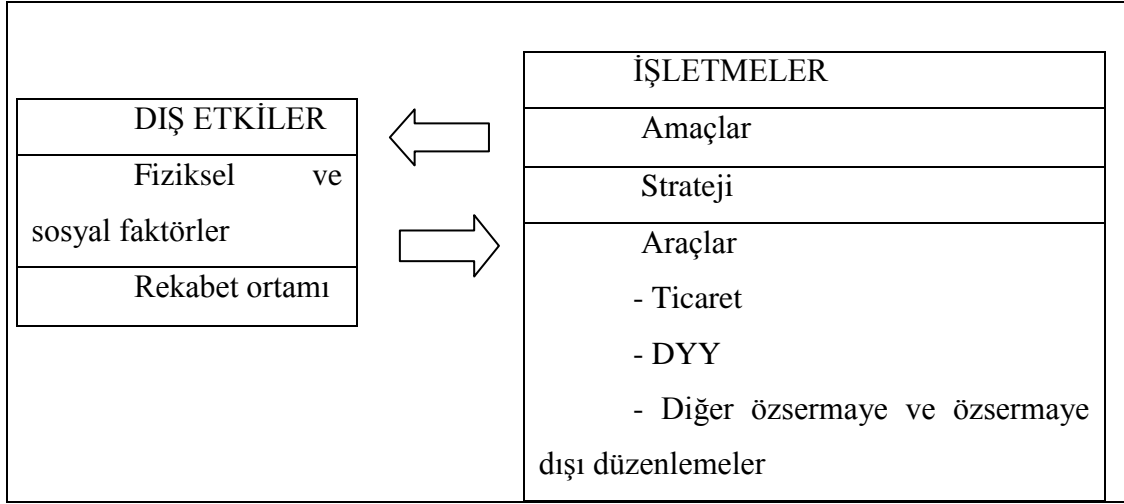 DIŞ ETKİLER
Fiziksel ve
sosyal faktörler
Rekabet ortamı
İŞLETMELER
Amaçlar
Strateji
Araçlar
- Ticaret
- DYY
- Diğer özsermaye ve özsermaye
dışı düzenlemeler